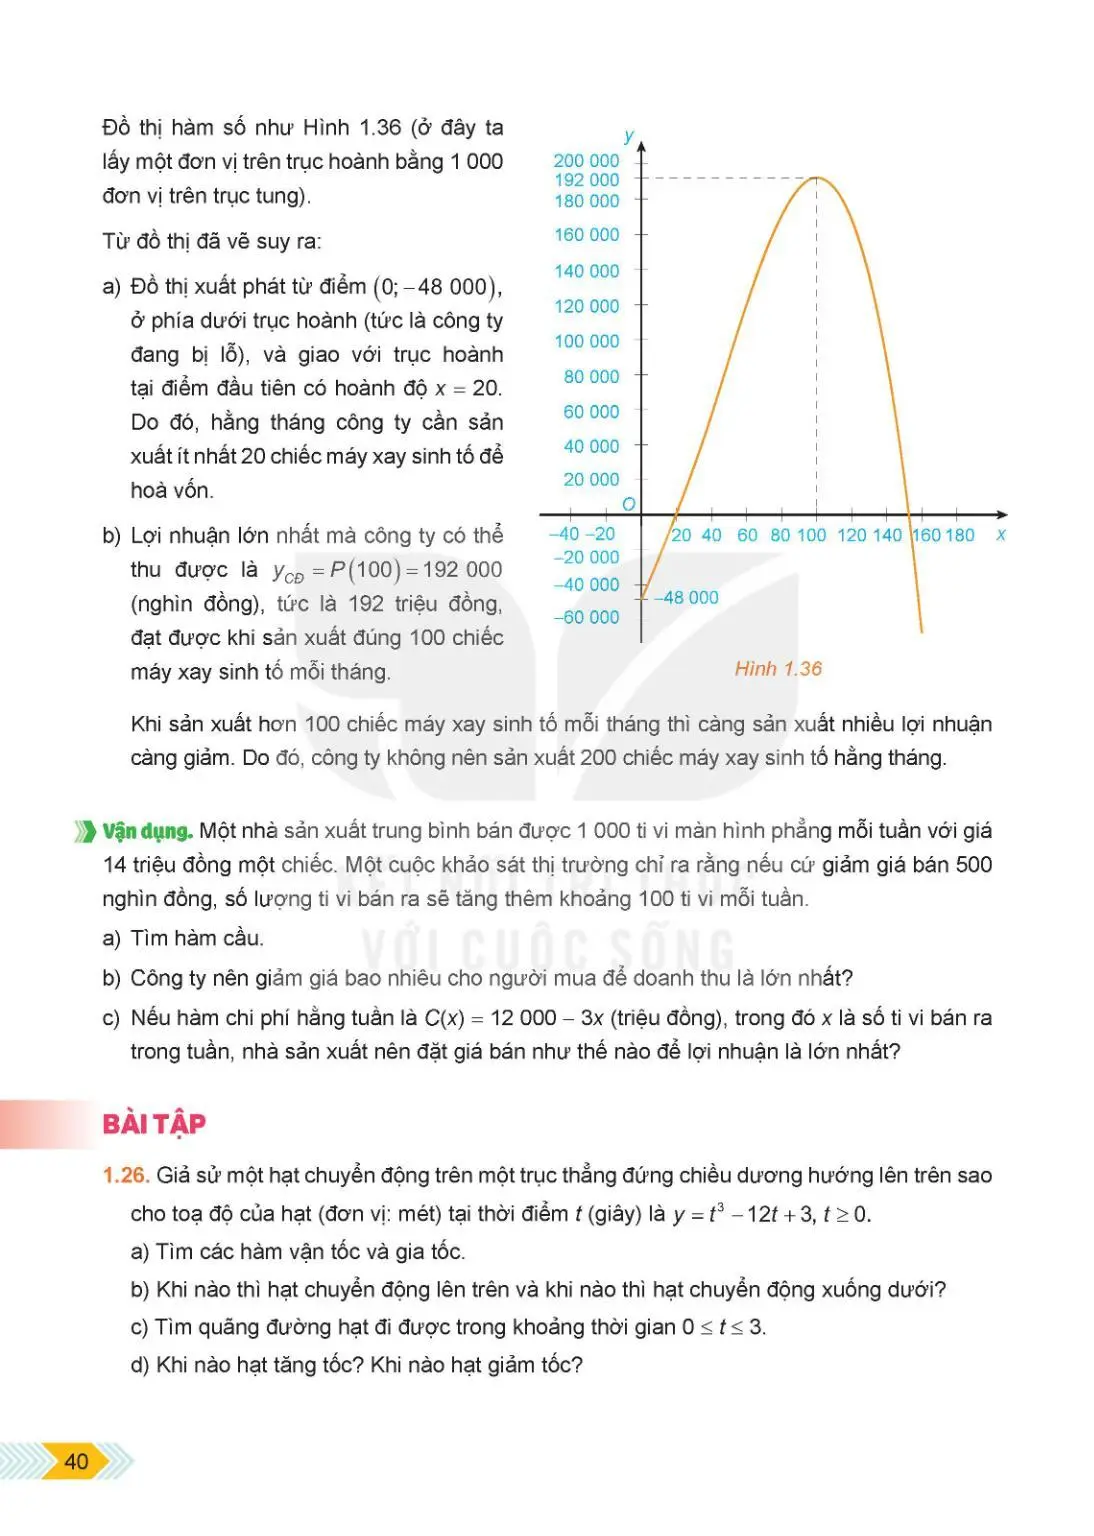 Đồ thị hàm số như Hình 1.36 (ở đây ta
lấy một đơn vị trên trục hoành bằng 1 000
đơn vị trên trục tung).
Từ đồ thị đã vẽ suy ra:
a) Đồ thị xuất phát từ điểm (0; –48 000),
ở phía dưới trục hoành (tức là công ty
đang bị lỗ), và giao với trục hoành
tại điểm đầu tiên có hoành độ x = 20.
Do đó, hằng tháng công ty cần sản
xuất ít nhất 20 chiếc máy xay sinh tố để
hoà vốn.
b) Lợi nhuận lớn nhất mà công ty có thể
thu được là y_CĐ = P(100) = 192 000
(nghìn đồng), tức là 192 triệu đồng,
đạt được khi sản xuất đúng 100 chiếc
máy xay sinh tố mỗi tháng.
y
200 000
192 000
180 000
160 000
140 000
120 000
100 000
80 000
60 000
40 000
20 000
O
–40 –20 20 40 60 80 100 120 140 160 180 x
–20 000
–40 000
–48 000
–60 000
Hình 1.36
Khi sản xuất hơn 100 chiếc máy xay sinh tố mỗi tháng thì càng sản xuất nhiều lợi nhuận
càng giảm. Do đó, công ty không nên sản xuất 200 chiếc máy xay sinh tố hằng tháng.
Vận dụng. Một nhà sản xuất trung bình bán được 1 000 ti vi màn hình phẳng mỗi tuần với giá
14 triệu đồng một chiếc. Một cuộc khảo sát thị trường chỉ ra rằng nếu cứ giảm giá bán 500
nghìn đồng, số lượng ti vi bán ra sẽ tăng thêm khoảng 100 ti vi mỗi tuần.
KẾT NỐI TRI THỨC
a) Tìm hàm cầu.
VỚI CUỘC SỐNG
b) Công ty nên giảm giá bao nhiêu cho người mua để doanh thu là lớn nhất?
c) Nếu hàm chi phí hằng tuần là C(x) = 12 000 – 3x (triệu đồng), trong đó x là số ti vi bán ra
trong tuần, nhà sản xuất nên đặt giá bán như thế nào để lợi nhuận là lớn nhất?
BÀI TẬP
1.26. Giả sử một hạt chuyển động trên một trục thẳng đứng chiều dương hướng lên trên sao
cho toạ độ của hạt (đơn vị: mét) tại thời điểm t (giây) là y = t³ – 12t + 3, t ≥ 0.
a) Tìm các hàm vận tốc và gia tốc.
b) Khi nào thì hạt chuyển động lên trên và khi nào thì hạt chuyển động xuống dưới?
c) Tìm quãng đường hạt đi được trong khoảng thời gian 0 ≤ t ≤ 3.
d) Khi nào hạt tăng tốc? Khi nào hạt giảm tốc?
40